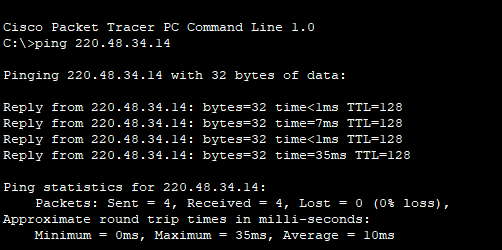 Cisco Packet Tracer PC Command Line 1.0
C:\>ping 220.48.34.14
Pinging 220.48.34.14 with 32 bytes of data:
Reply from 220.48.34.14: bytes=32 time<1ms TTL=128
Reply from 220.48.34.14: bytes=32 time=7ms TTL=128
Reply from 220.48.34.14: bytes=32 time<1ms TTL=128
Reply from 220.48.34.14: bytes=32 time=35ms TTL=128
Ping statistics for 220.48.34.14:
    Packets: Sent = 4, Received = 4, Lost = 0 (0% loss),
Approximate round trip times in milli-seconds:
    Minimum = 0ms, Maximum = 35ms, Average = 10ms